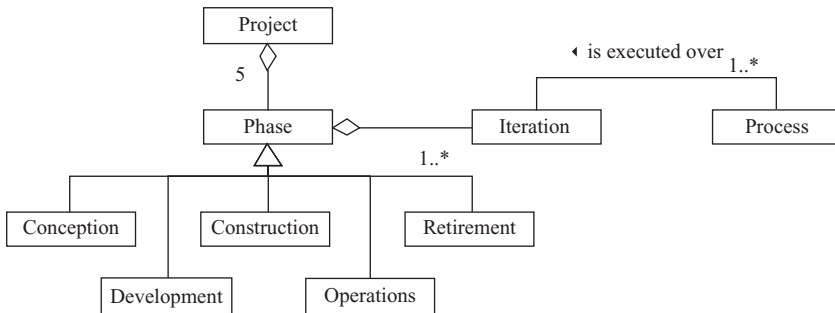 Project
5
◂ is executed over
1..*
Phase
Iteration
Process
1..*
Conception
Construction
Retirement
Development
Operations